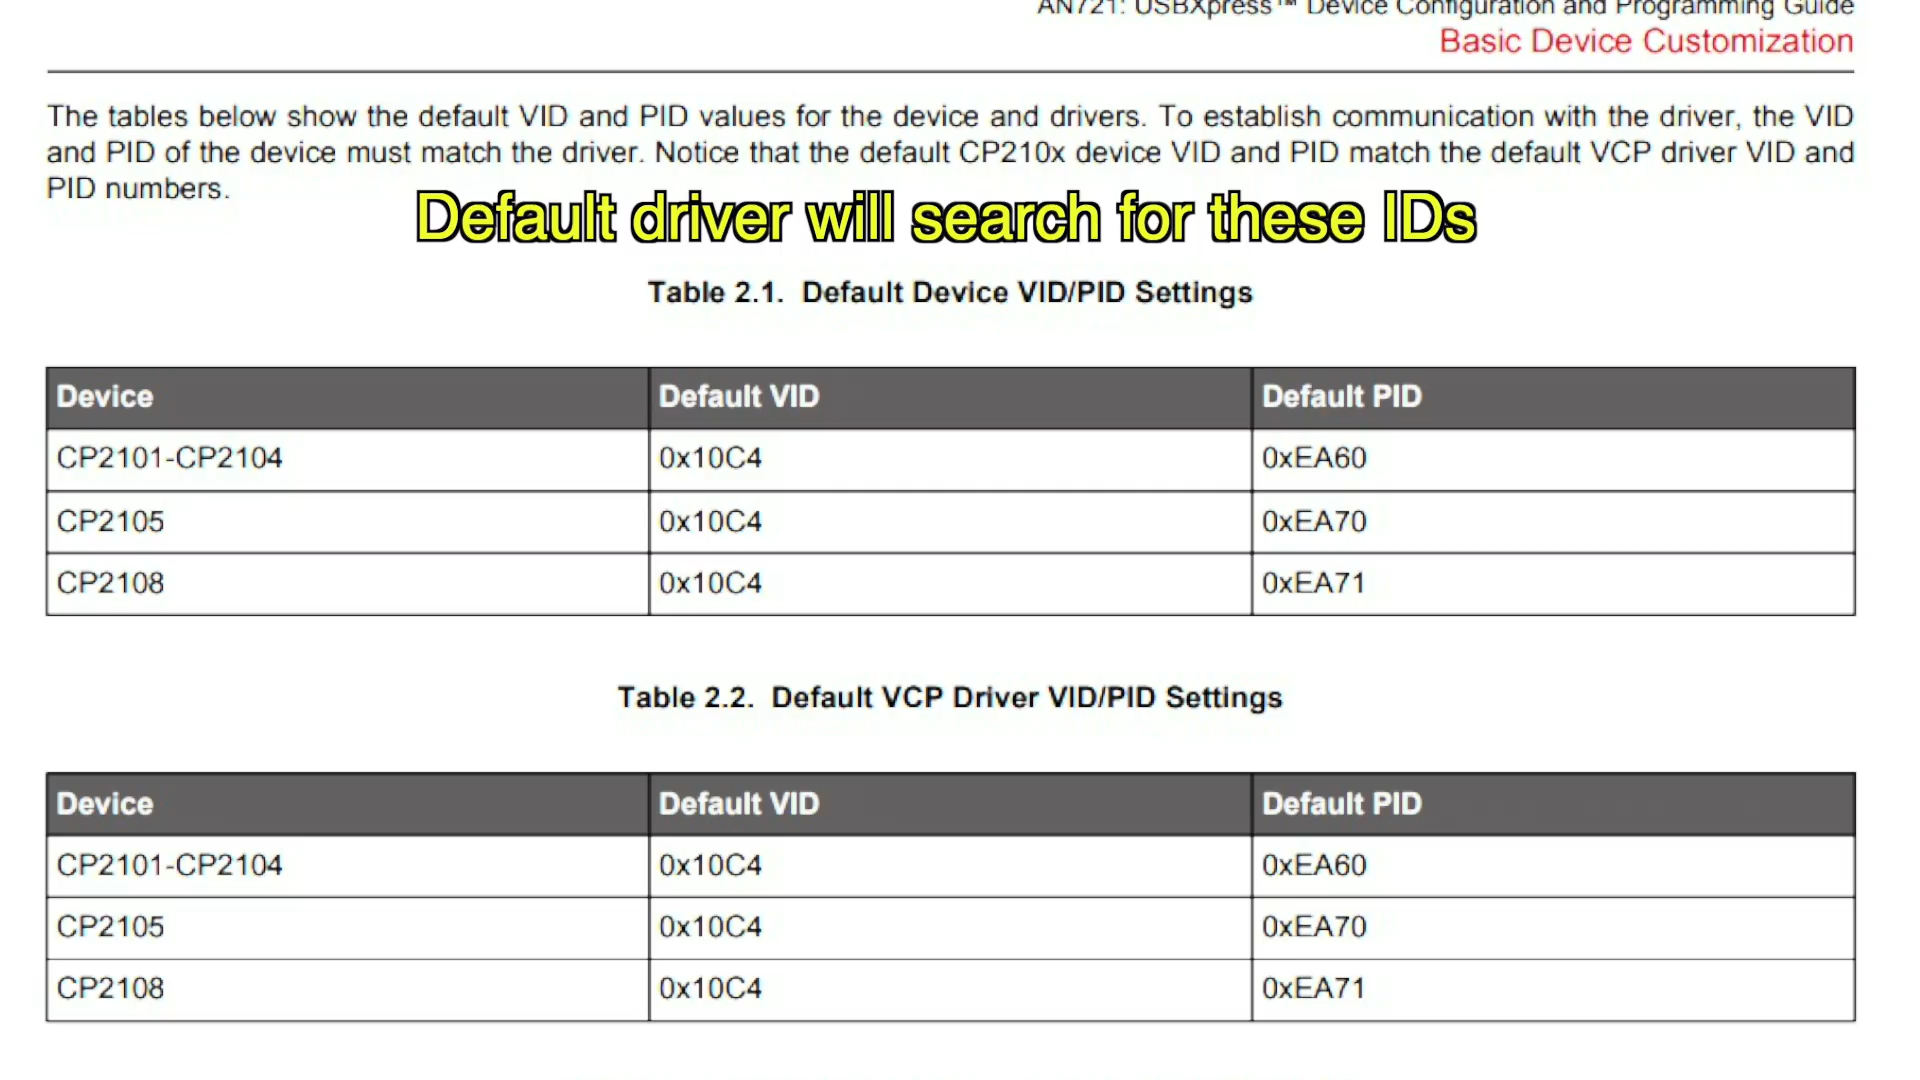 AN721: USBXpress™ Device Configuration and Programming Guide
Basic Device Customization
The tables below show the default VID and PID values for the device and drivers. To establish communication with the driver, the VID
and PID of the device must match the driver. Notice that the default CP210x device VID and PID match the default VCP driver VID and
PID numbers.
Default driver will search for these IDs
Table 2.1. Default Device VID/PID Settings
Device Default VID Default PID
CP2101-CP2104 0x10C4 0xEA60
CP2105 0x10C4 0xEA70
CP2108 0x10C4 0xEA71
Table 2.2. Default VCP Driver VID/PID Settings
Device Default VID Default PID
CP2101-CP2104 0x10C4 0xEA60
CP2105 0x10C4 0xEA70
CP2108 0x10C4 0xEA71